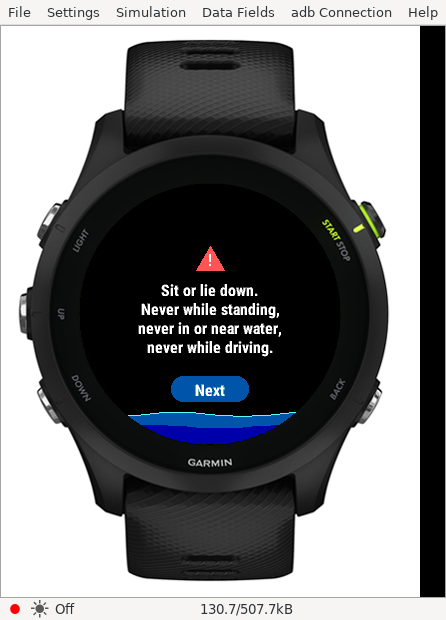 File Settings Simulation Data Fields adb Connection Help
LIGHT
START STOP
!
Sit or lie down.
Never while standing,
never in or near water,
never while driving.
UP
Next
DOWN
BACK
GARMIN
Off 130.7/507.7kB